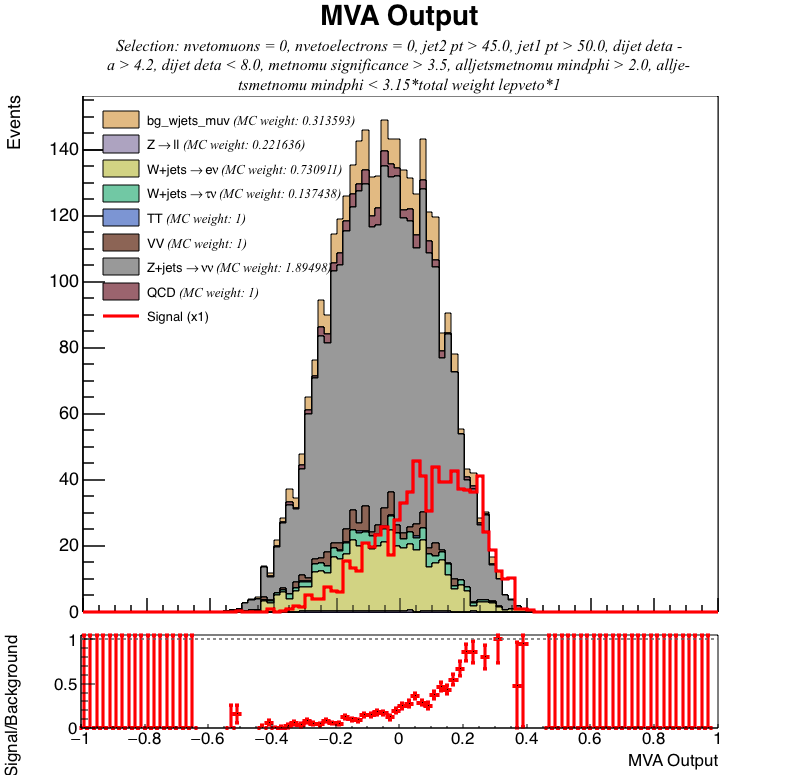 MVA Output
Selection: nvetomuons = 0, nvetoelectrons = 0, jet2 pt > 45.0, jet1 pt > 50.0, dijet deta -
a > 4.2, dijet deta < 8.0, metnomu significance > 3.5, alljetsmetnomu mindphi > 2.0, allje-
tsmetnomu mindphi < 3.15*total weight lepveto*1
Events
bg_wjets_muv (MC weight: 0.313593)
Z→ll (MC weight: 0.221636)
W+jets→eν (MC weight: 0.730911)
W+jets→τν (MC weight: 0.137438)
TT (MC weight: 1)
VV (MC weight: 1)
Z+jets→νν (MC weight: 1.89498)
QCD (MC weight: 1)
Signal (x1)
140
120
100
80
60
40
20
0
Signal/Background
1
0.5
0
−1 −0.8 −0.6 −0.4 −0.2 0 0.2 0.4 0.6 0.8 1
MVA Output